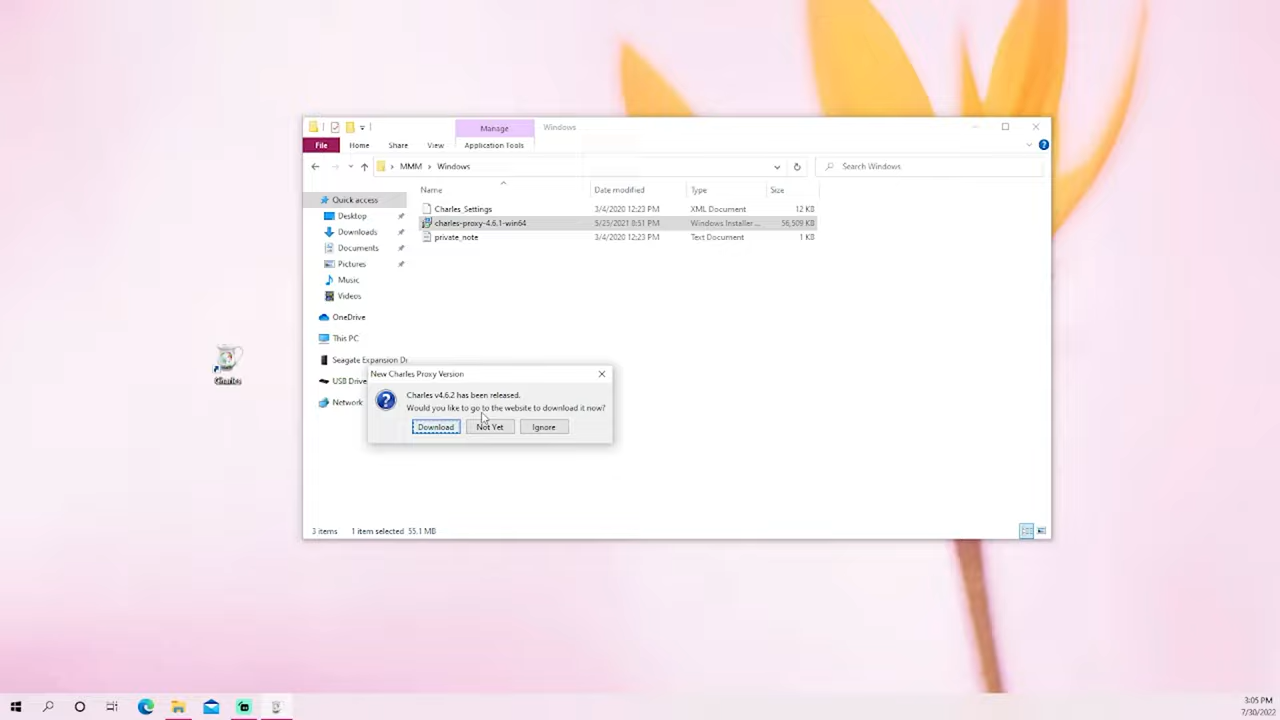 Manage
Windows
File
Home
Share
View
Application Tools
MMM
Windows
Search Windows
Name
Date modified
Type
Size
Quick access
Desktop
Downloads
Documents
Pictures
Music
Videos
OneDrive
This PC
Seagate Expansion Dr
USB Drive
Network
Charles_Settings 3/4/2020 12:23 PM XML Document 12 KB
charles-proxy-4.6.1-win64 5/25/2021 8:51 PM Windows Installer ... 56,509 KB
private_note 3/4/2020 12:23 PM Text Document 1 KB
Charles
New Charles Proxy Version
Charles v4.6.2 has been released.
Would you like to go to the website to download it now?
Download
Not Yet
Ignore
3 items 1 item selected 55.1 MB
3:05 PM
7/30/2022